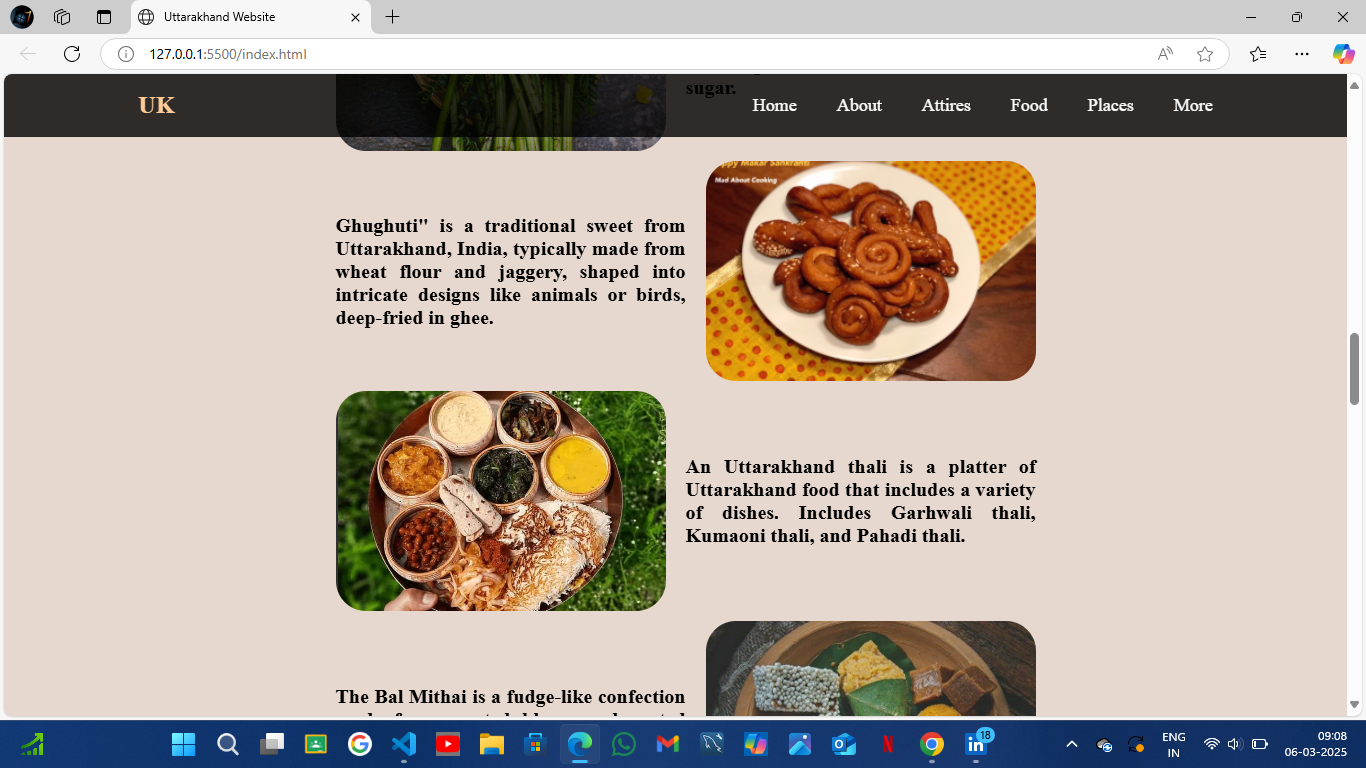 Uttarakhand Website
127.0.0.1:5500/index.html
sugar.
UK
Home About Attires Food Places More
ppy Makar Sankranti
Mad About Cooking
Ghughuti" is a traditional sweet from
Uttarakhand, India, typically made from
wheat flour and jaggery, shaped into
intricate designs like animals or birds,
deep-fried in ghee.
An Uttarakhand thali is a platter of
Uttarakhand food that includes a variety
of dishes. Includes Garhwali thali,
Kumaoni thali, and Pahadi thali.
The Bal Mithai is a fudge-like confection
18
ENG
IN
09:08
06-03-2025